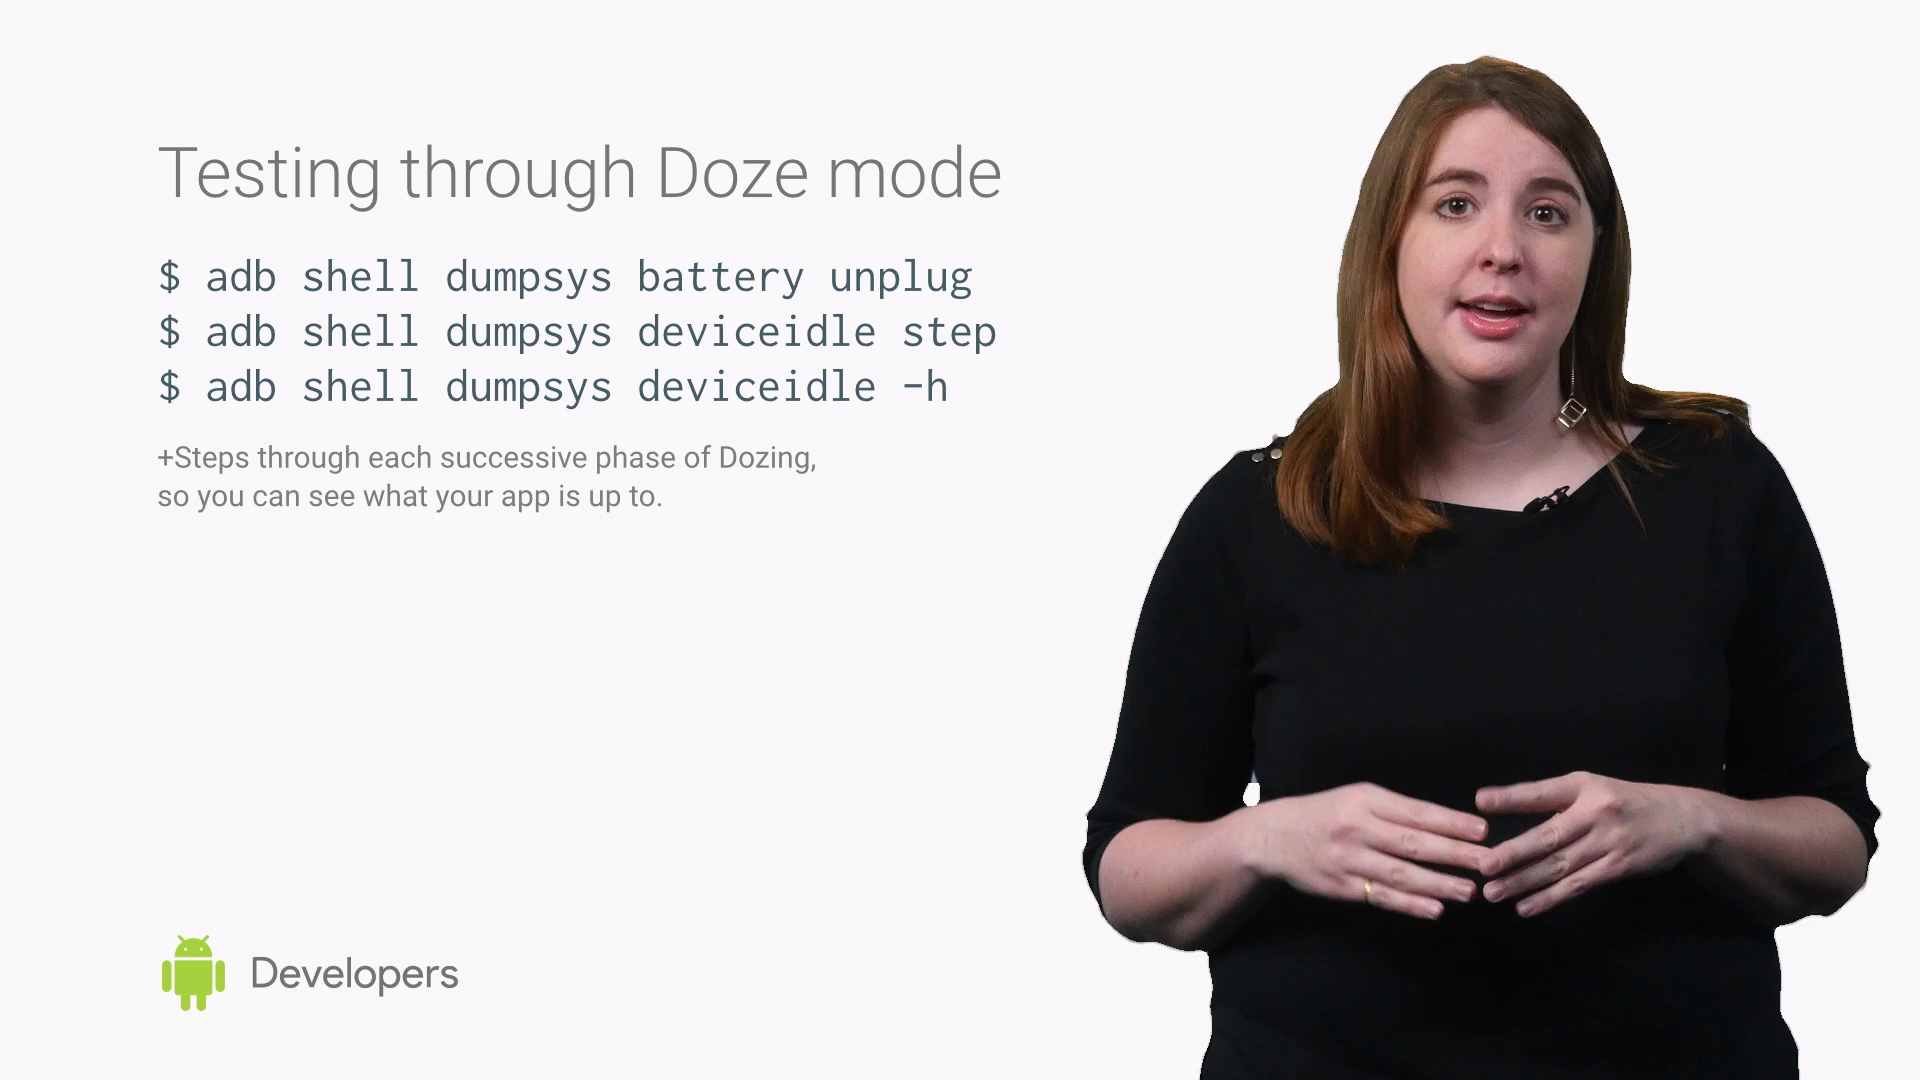 Testing through Doze mode
$ adb shell dumpsys battery unplug
$ adb shell dumpsys deviceidle step
$ adb shell dumpsys deviceidle -h
+Steps through each successive phase of Dozing,
so you can see what your app is up to.
Developers